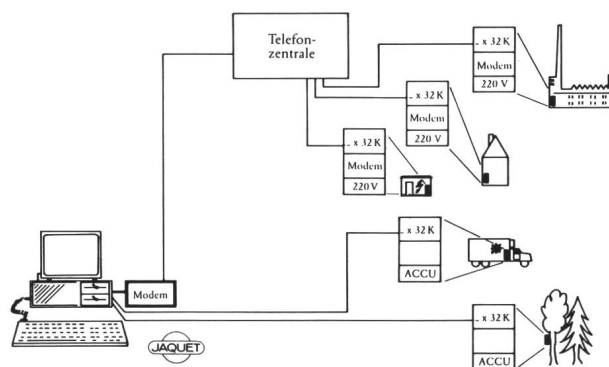 Telefon-
zentrale
x 32 K
Modem
220 V
x 32 K
Modem
220 V
x 32 K
Modem
220 V
x 32 K
ACCU
Modem
x 32 K
ACCU
JAQUET